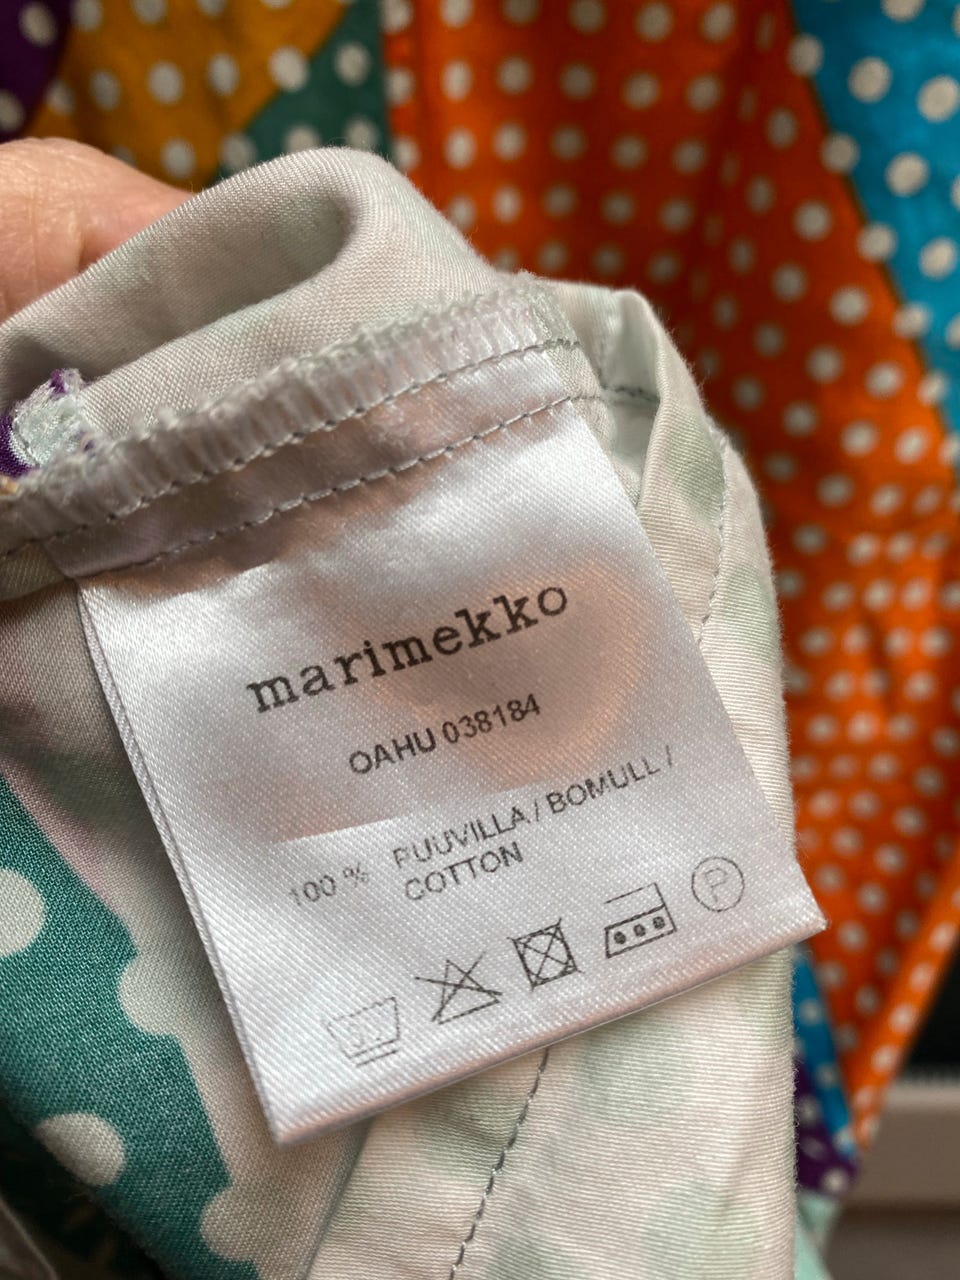 marimekko
OAHU 038184
100 % PUUVILLA / BOMULL /
COTTON
P